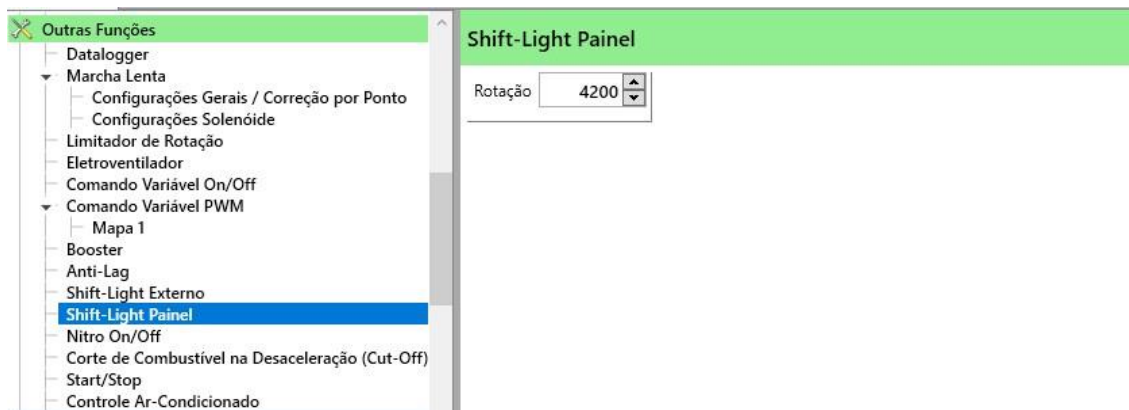 Outras Funções
Datalogger
Marcha Lenta
Configurações Gerais / Correção por Ponto
Configurações Solenóide
Limitador de Rotação
Eletroventilador
Comando Variável On/Off
Comando Variável PWM
Mapa 1
Booster
Anti-Lag
Shift-Light Externo
Shift-Light Painel
Nitro On/Off
Corte de Combustível na Desaceleração (Cut-Off)
Start/Stop
Controle Ar-Condicionado
Shift-Light Painel
Rotação 4200